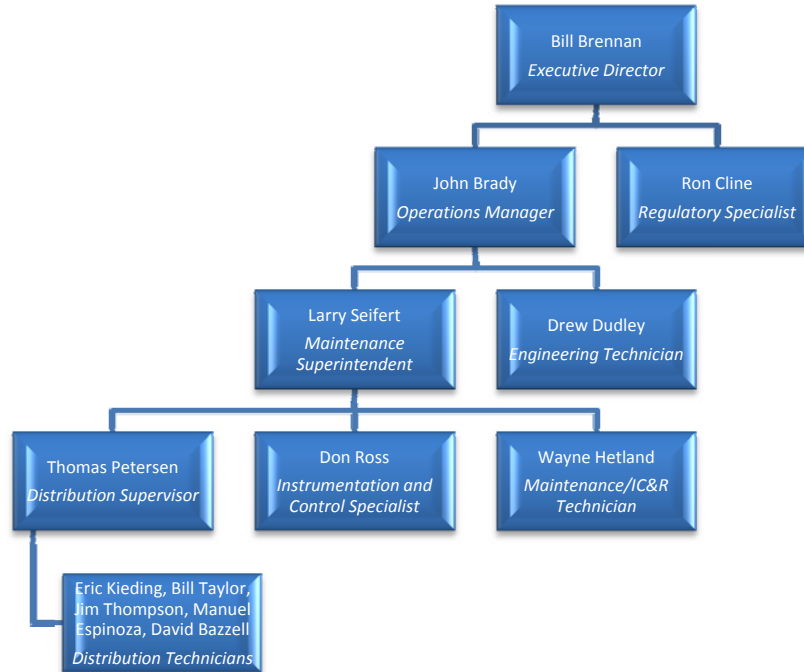 Bill Brennan
Executive Director
John Brady
Operations Manager
Ron Cline
Regulatory Specialist
Larry Seifert
Maintenance
Superintendent
Drew Dudley
Engineering Technician
Thomas Petersen
Distribution Supervisor
Don Ross
Instrumentation and
Control Specialist
Wayne Hetland
Maintenance/IC&R
Technician
Eric Kieding, Bill Taylor,
Jim Thompson, Manuel
Espinoza, David Bazzell
Distribution Technicians